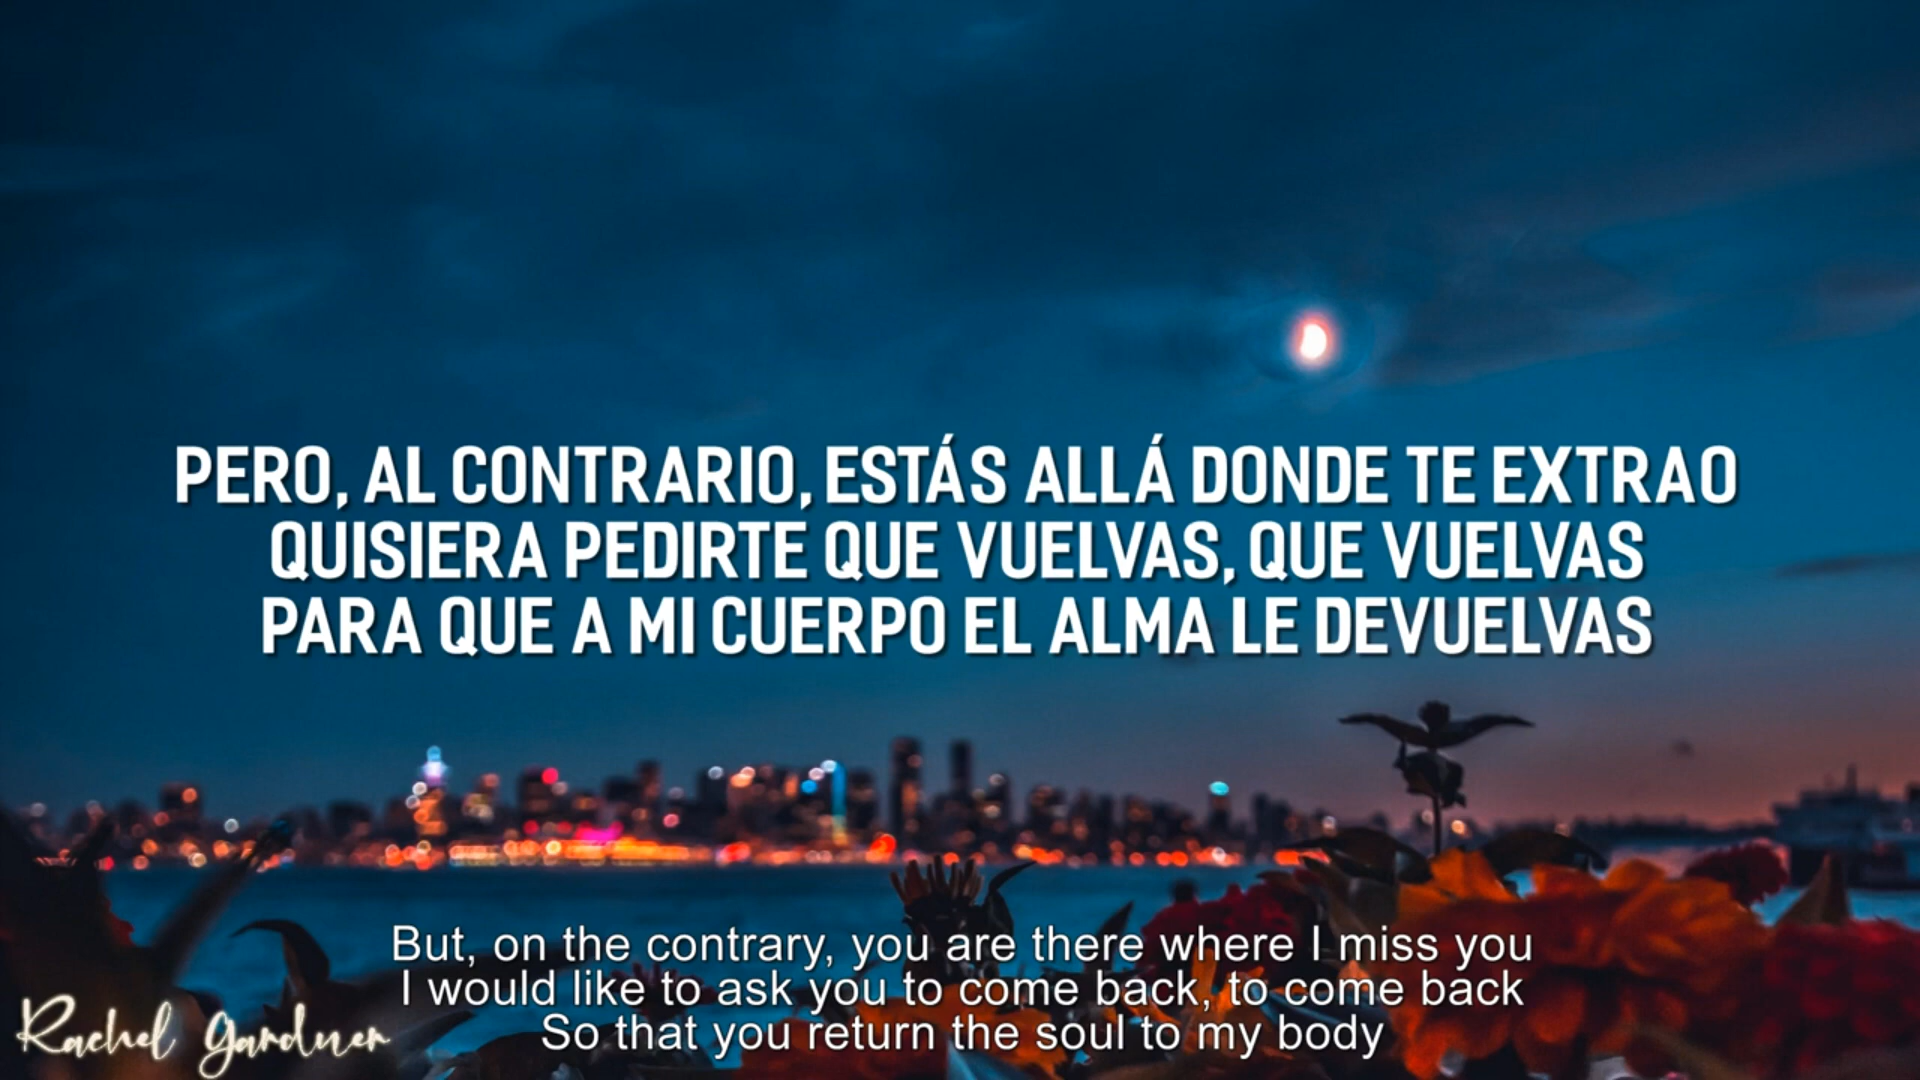 PERO, AL CONTRARIO, ESTÁS ALLÁ DONDE TE EXTRAO
QUISIERA PEDIRTE QUE VUELVAS, QUE VUELVAS
PARA QUE A MI CUERPO EL ALMA LE DEVUELVAS
But, on the contrary, you are there where I miss you
I would like to ask you to come back, to come back
So that you return the soul to my body
Rachel Gardner